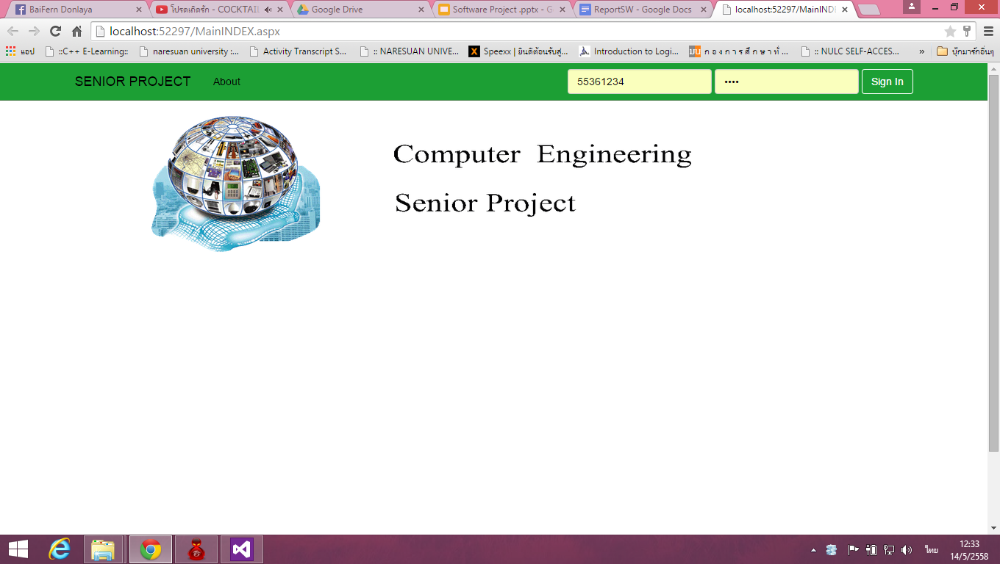 BaiFern Donlaya
โปรดเถิดรัก - COCKTAIL
Google Drive
Software Project .pptx - G
ReportSW - Google Docs
localhost:52297/MainINDE
localhost:52297/MainINDEX.aspx
แอป
::C++ E-Learning::
naresuan university :...
Activity Transcript S...
:: NARESUAN UNIVE...
Speexx | ยินดีต้อนรับสู่...
Introduction to Logi...
ก อ ง ก า ร ศึ ก ษ า ทั่ ...
:: NULC SELF-ACCES...
»
บุ๊กมาร์กอื่นๆ
SENIOR PROJECT
About
55361234
••••
Sign In
Computer Engineering
Senior Project
ไทย
12:33
14/5/2558